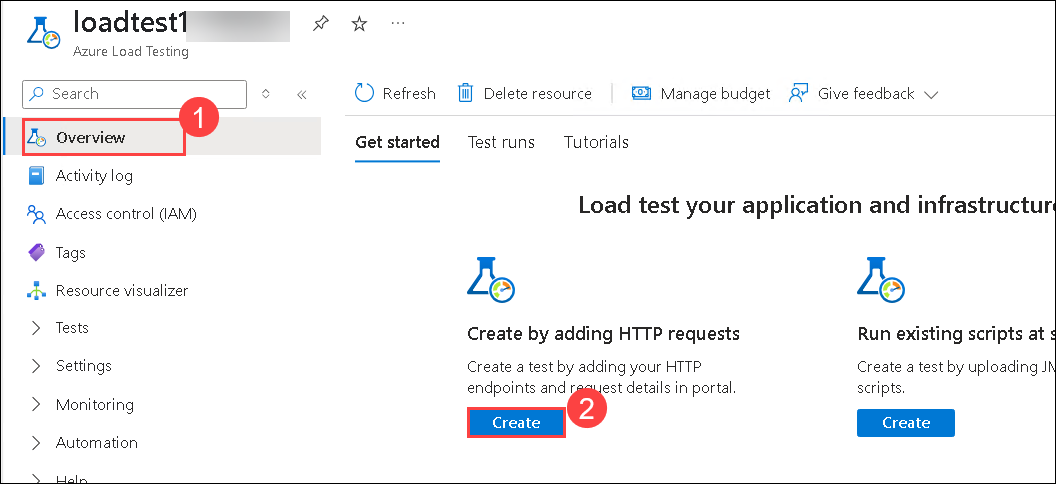 loadtest1
Azure Load Testing
Search
Refresh
Delete resource
Manage budget
Give feedback
1
Overview
Activity log
Access control (IAM)
Tags
Resource visualizer
Tests
Settings
Monitoring
Automation
Help
Get started
Test runs
Tutorials
Load test your application and infrastructure
Create by adding HTTP requests
Create a test by adding your HTTP
endpoints and request details in portal.
Create
2
Run existing scripts at s
Create a test by uploading JM
scripts.
Create